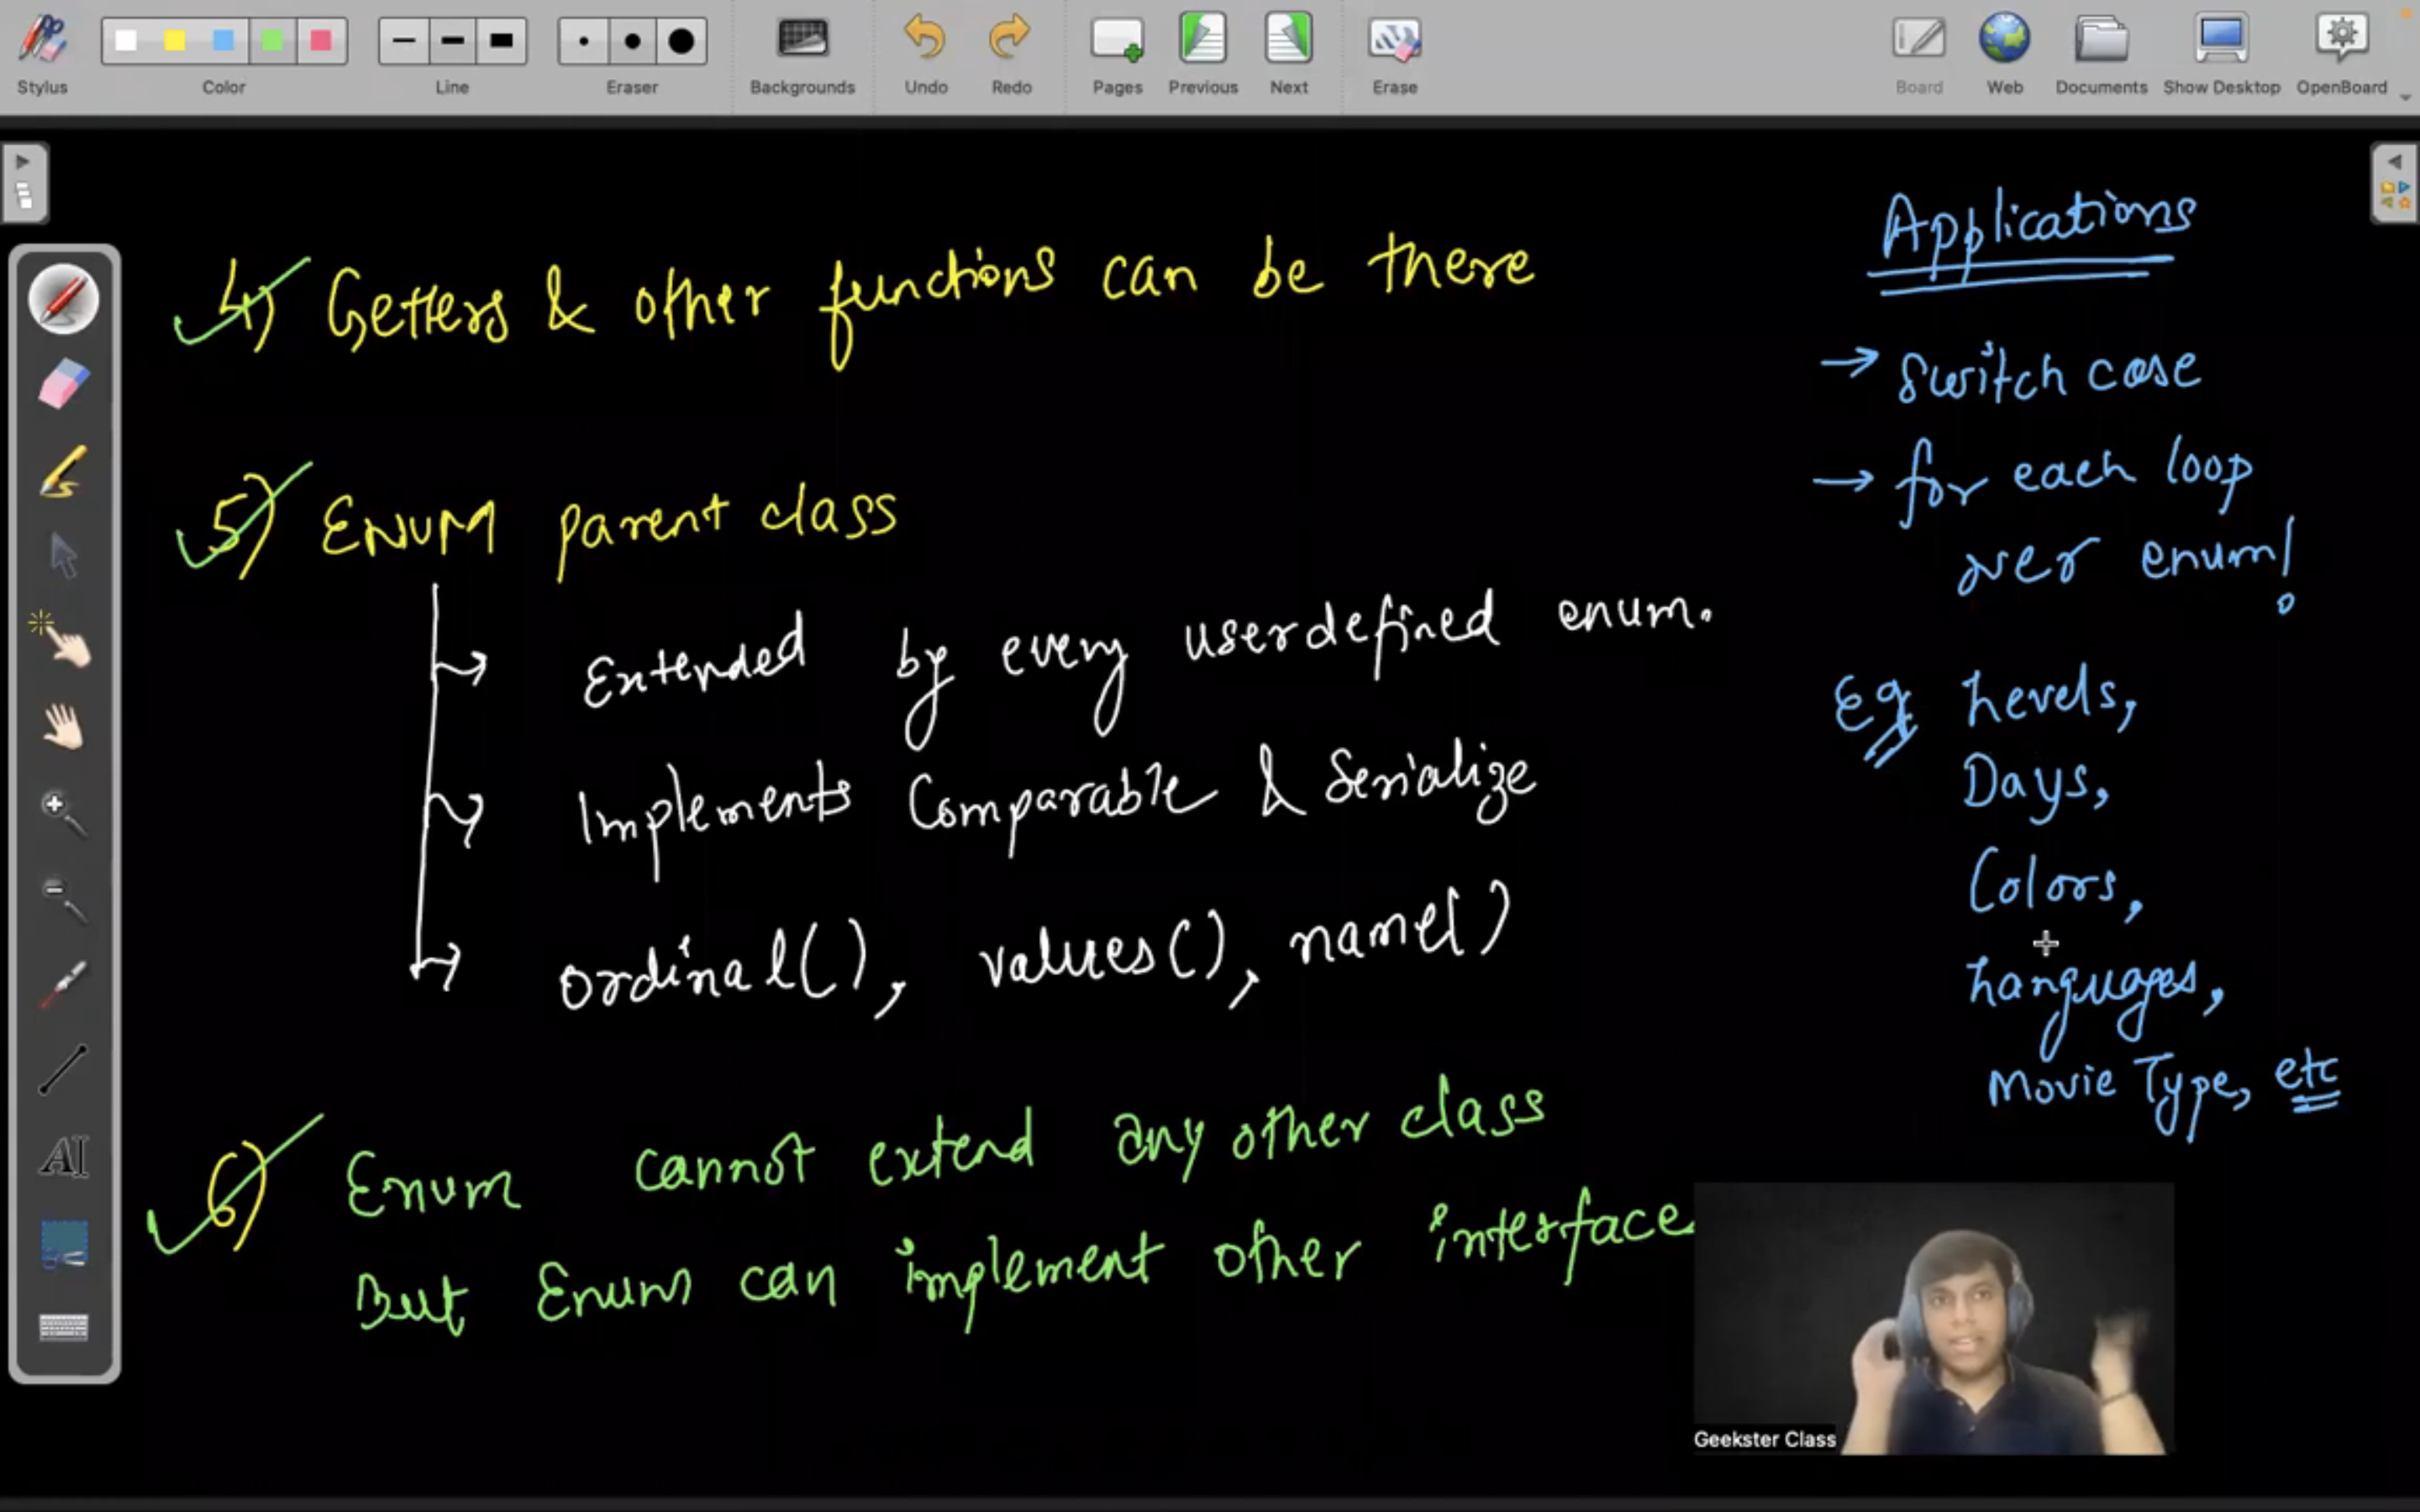 Stylus
Color
Line
Eraser
Backgrounds
Undo
Redo
Pages
Previous
Next
Erase
Board
Web
Documents
Show Desktop
OpenBoard
4) Getters & other functions can be there
5) ENUM parent class
Extended by every userdefined enum.
Implements Comparable & Serialize
ordinal(), values(), name()
6) Enum cannot extend any other class
But Enum can implement other interface
Applications
→ Switch case
→ for each loop
over enum!
Eg Levels,
Days,
Colors,
Languages,
Movie Type, etc
AI
Geekster Class